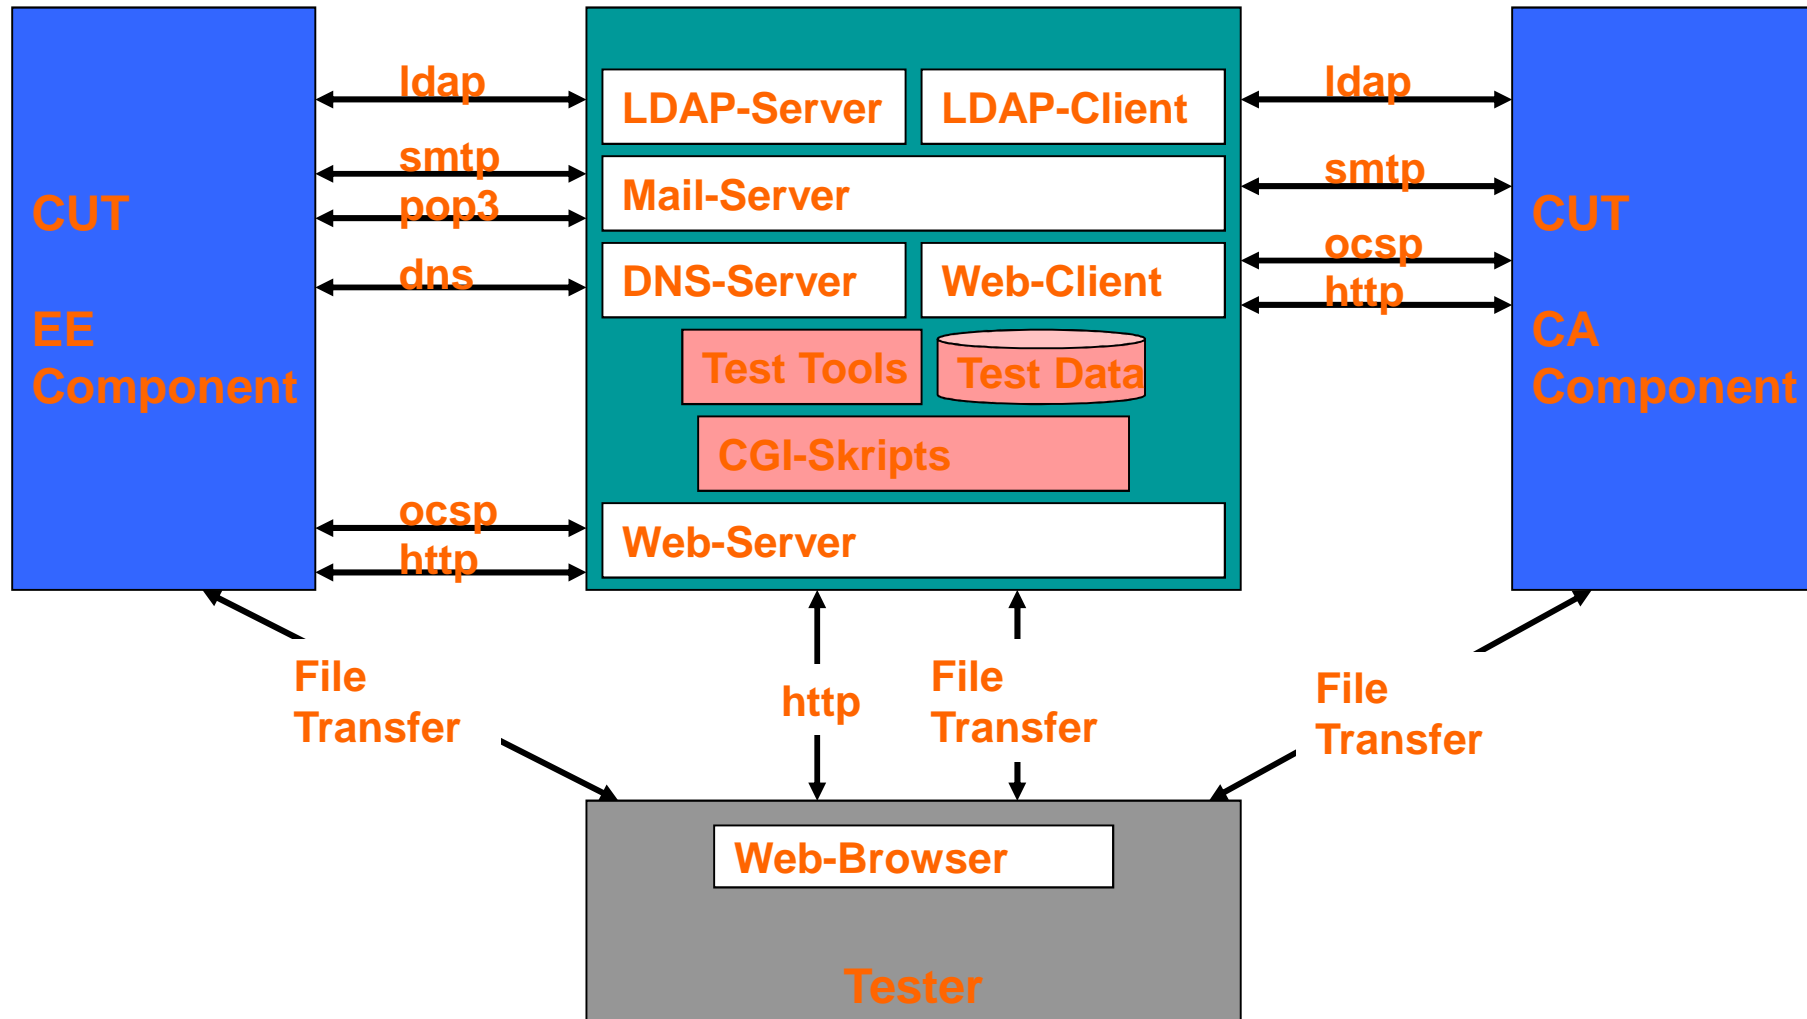 CUT
EE
Component
ldap
smtp
pop3
dns
ocsp
http
LDAP-Server
LDAP-Client
Mail-Server
DNS-Server
Web-Client
Test Tools
Test Data
CGI-Skripts
Web-Server
ldap
smtp
ocsp
http
CUT
CA
Component
File
Transfer
http
File
Transfer
File
Transfer
Web-Browser
Tester